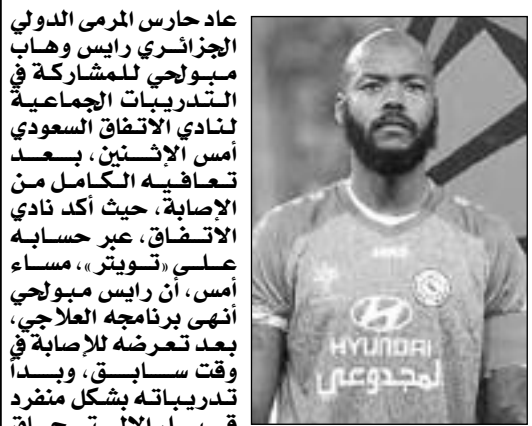 عاد حارس المرمى الدولي
الجزائري رايس وهاب
مبولحي للمشاركة في
التدريبات الجماعية
لنادي الاتفاق السعودي
أمس الإثنين، بعد
تعافيه الكامل من
الإصابة، حيث أكد نادي
الاتفاق، عبر حسابه
على «تويتر»، مساء
أمس، أن رايس مبولحي
أنهى برنامجه العلاجي،
بعد تعرضه للإصابة في
وقت سابق، وبدأ
تدريباته بشكل منفرد
HYUNDAI
المجدوعي